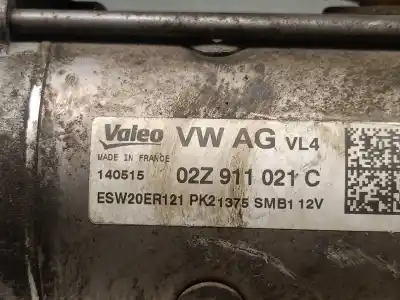 Valeo VW AG VL4
MADE IN FRANCE
140515 02Z 911 021 C
ESW20ER121 PK21375 SMB1 12V